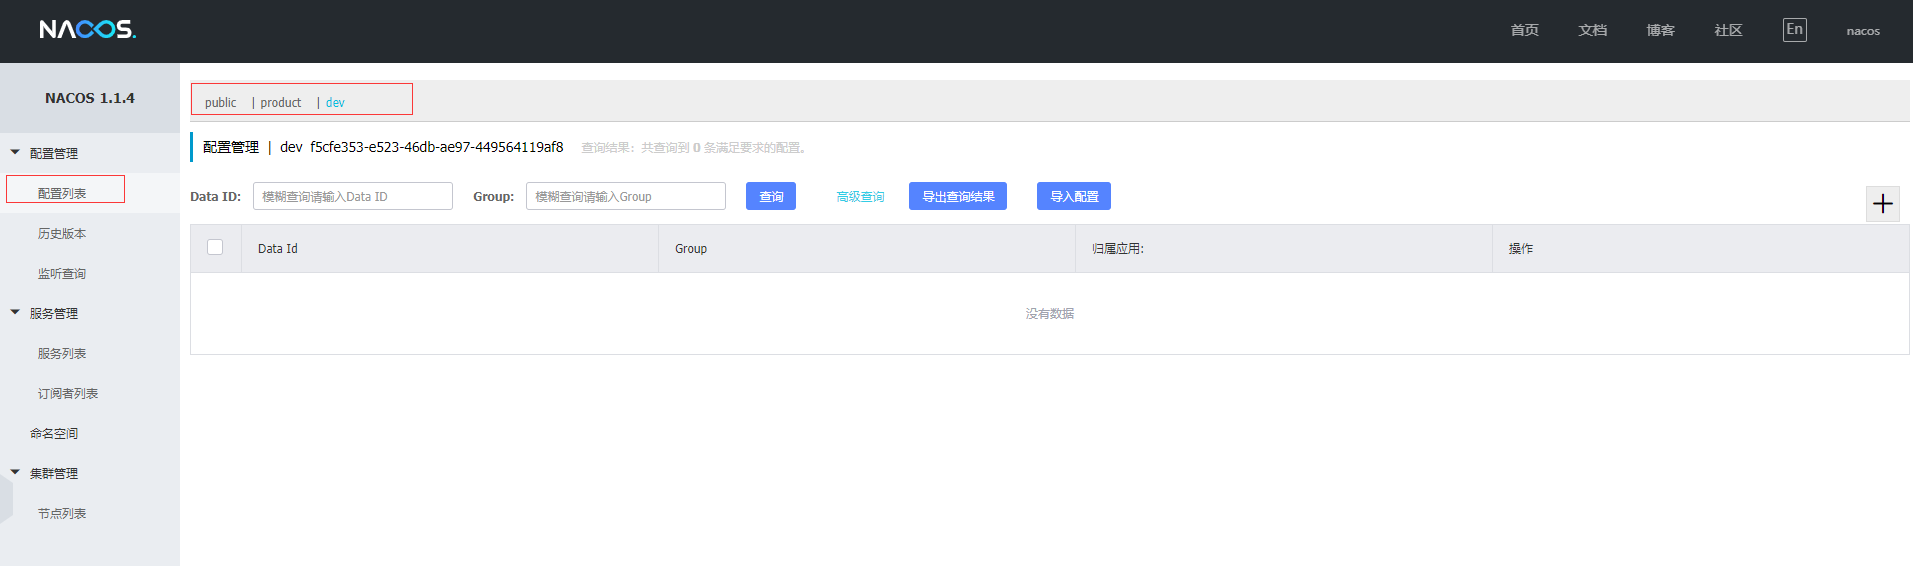 NACOS.
首页 文档 博客 社区 En nacos
NACOS 1.1.4
配置管理
配置列表
历史版本
监听查询
服务管理
服务列表
订阅者列表
命名空间
集群管理
节点列表
public | product | dev
配置管理 | dev f5cfe353-e523-46db-ae97-449564119af8 查询结果：共查询到 0 条满足要求的配置。
Data ID: 模糊查询请输入Data ID Group: 模糊查询请输入Group 查询 高级查询 导出查询结果 导入配置
Data Id Group 归属应用: 操作
没有数据